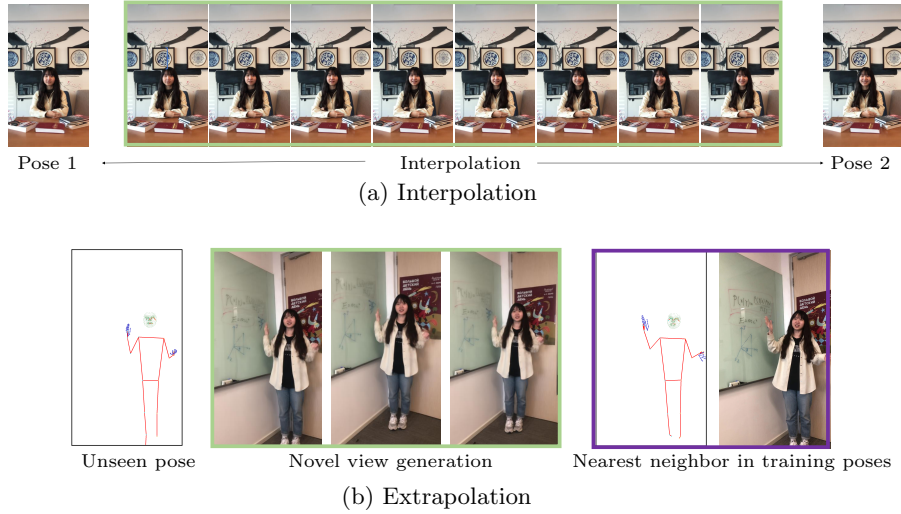 Pose 1
Interpolation
Pose 2
(a) Interpolation
Unseen pose
Novel view generation
Nearest neighbor in training poses
(b) Extrapolation